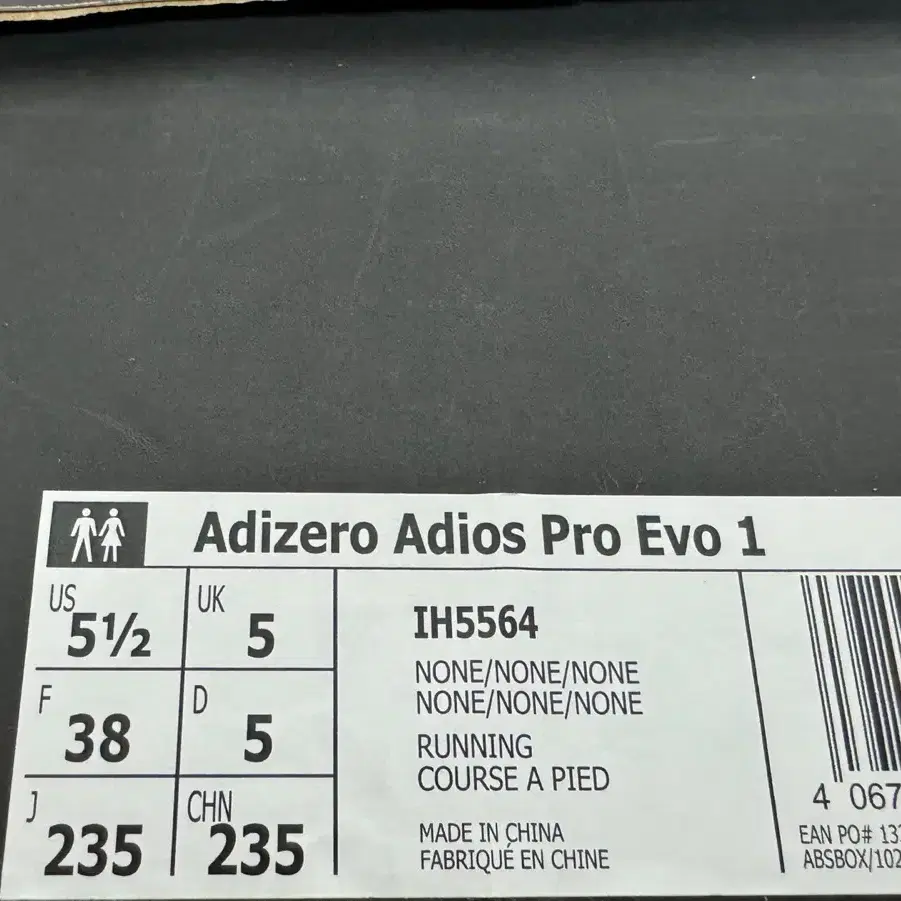 Adizero Adios Pro Evo 1
US 5½ UK 5
F 38 D 5
J 235 CHN 235
IH5564
NONE/NONE/NONE
NONE/NONE/NONE
RUNNING
COURSE A PIED
MADE IN CHINA
FABRIQUÉ EN CHINE
4 067
EAN PO# 13
ABSBOX/102